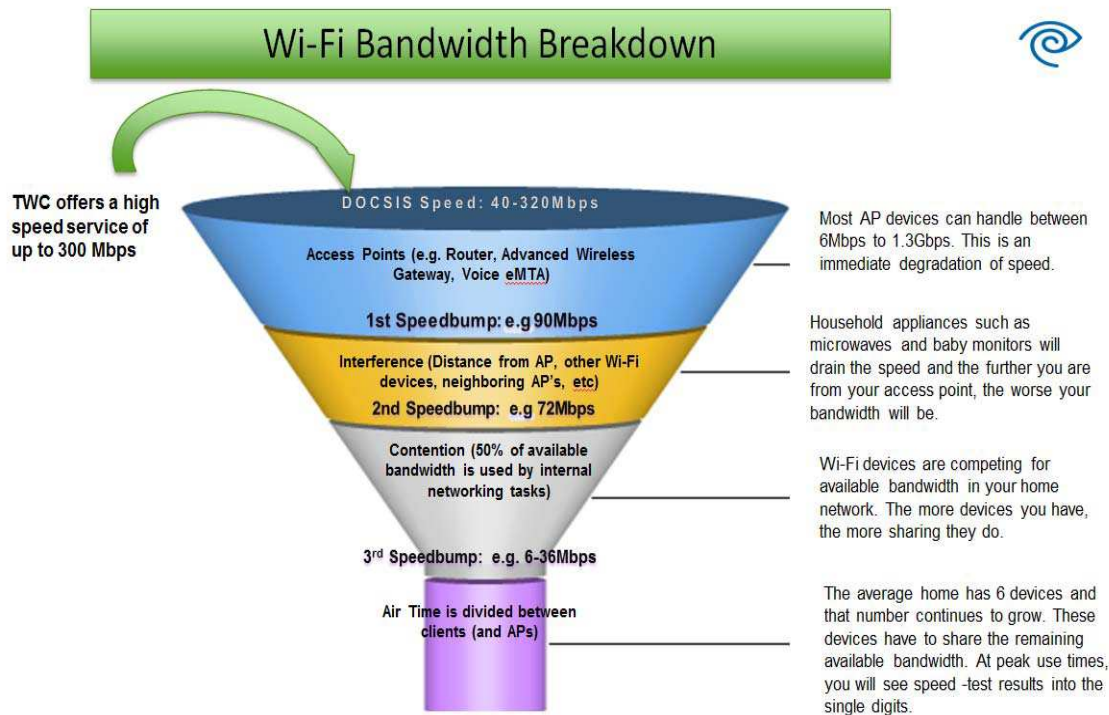 Wi-Fi Bandwidth Breakdown
TWC offers a high
speed service of
up to 300 Mbps
DOCSIS Speed: 40-320Mbps
Access Points (e.g. Router, Advanced Wireless
Gateway, Voice eMTA)
1st Speedbump: e.g 90Mbps
Interference (Distance from AP, other Wi-Fi
devices, neighboring AP's, etc)
2nd Speedbump: e.g 72Mbps
Contention (50% of available
bandwidth is used by internal
networking tasks)
3rd Speedbump: e.g. 6-36Mbps
Air Time is divided between
clients (and APs)
Most AP devices can handle between
6Mbps to 1.3Gbps. This is an
immediate degradation of speed.
Household appliances such as
microwaves and baby monitors will
drain the speed and the further you are
from your access point, the worse your
bandwidth will be.
Wi-Fi devices are competing for
available bandwidth in your home
network. The more devices you have,
the more sharing they do.
The average home has 6 devices and
that number continues to grow. These
devices have to share the remaining
available bandwidth. At peak use times,
you will see speed -test results into the
single digits.